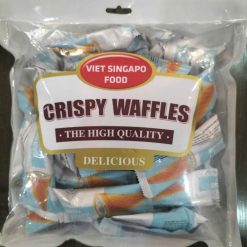 VIET SINGAPO
FOOD
CRISPY WAFFLES
· THE HIGH QUALITY ·
DELICIOUS